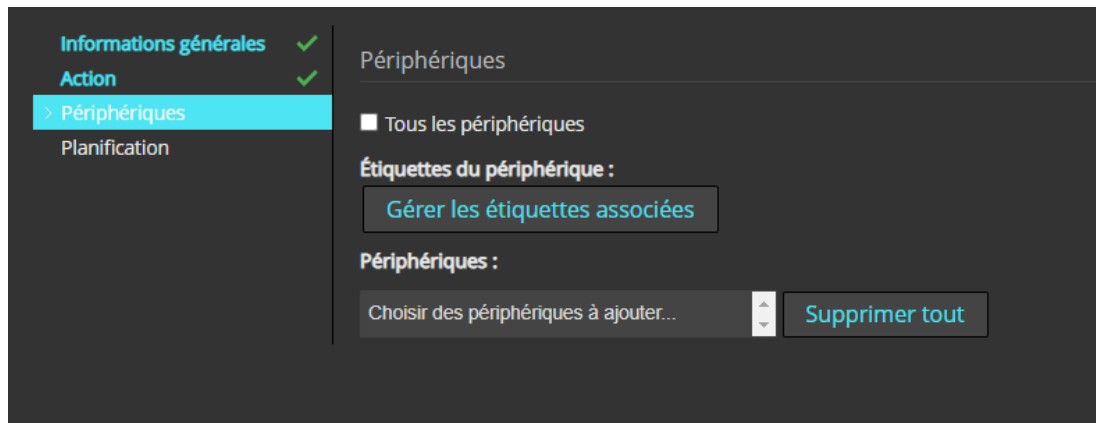 Informations générales
Action
Périphériques
Planification
Périphériques
Tous les périphériques
Étiquettes du périphérique :
Gérer les étiquettes associées
Périphériques :
Choisir des périphériques à ajouter...
Supprimer tout